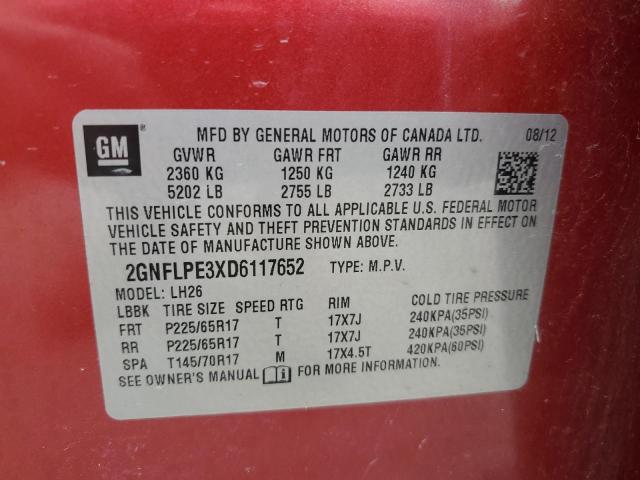 GM ® MFD BY GENERAL MOTORS OF CANADA LTD. 08/12
GVWR GAWR FRT GAWR RR
2360 KG 1250 KG 1240 KG
5202 LB 2755 LB 2733 LB
THIS VEHICLE CONFORMS TO ALL APPLICABLE U.S. FEDERAL MOTOR
VEHICLE SAFETY AND THEFT PREVENTION STANDARDS IN EFFECT ON
THE DATE OF MANUFACTURE SHOWN ABOVE.
2GNFLPE3XD6117652 TYPE: M.P.V.
MODEL: LH26
LBBK TIRE SIZE SPEED RTG RIM COLD TIRE PRESSURE
FRT P225/65R17 T 17X7J 240KPA(35PSI)
RR P225/65R17 T 17X7J 240KPA(35PSI)
SPA T145/70R17 M 17X4.5T 420KPA(60PSI)
SEE OWNER'S MANUAL FOR MORE INFORMATION.